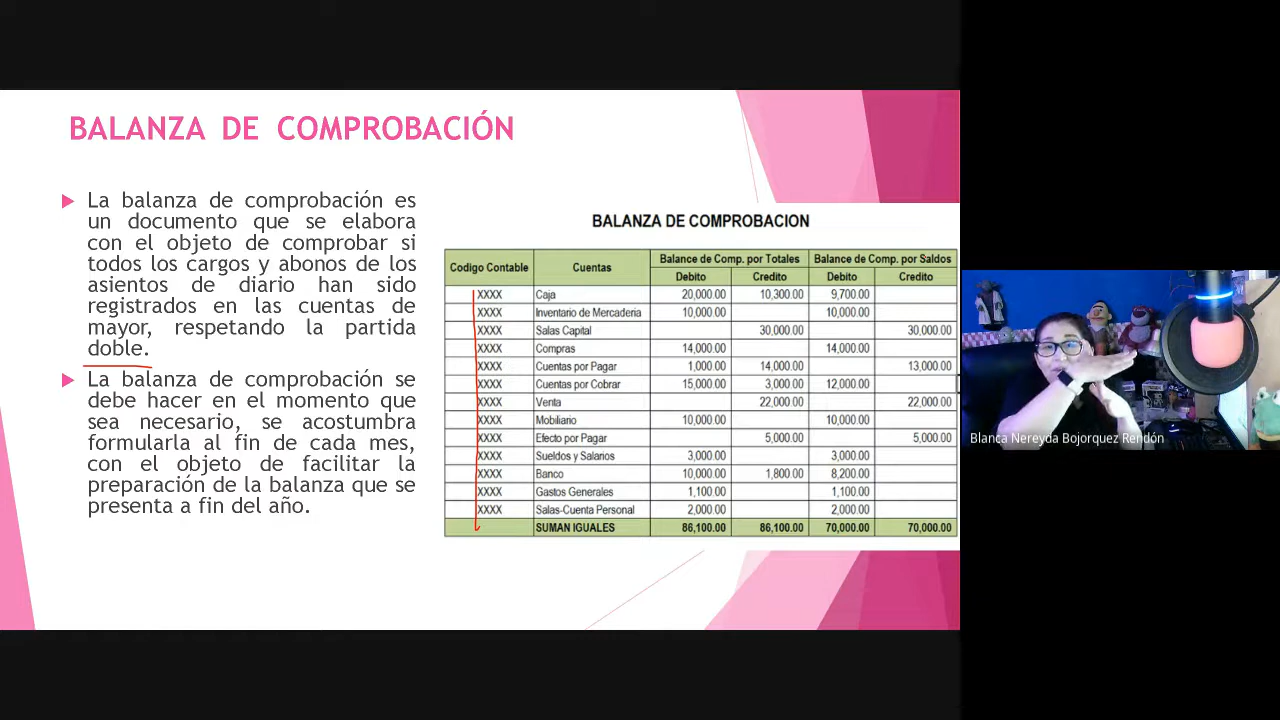 BALANZA DE COMPROBACIÓN
La balanza de comprobación es
un documento que se elabora
con el objeto de comprobar si
todos los cargos y abonos de los
asientos de diario han sido
registrados en las cuentas de
mayor, respetando la partida
doble.
La balanza de comprobación se
debe hacer en el momento que
sea necesario, se acostumbra
formularla al fin de cada mes,
con el objeto de facilitar la
preparación de la balanza que se
presenta a fin del año.
BALANZA DE COMPROBACION
Codigo Contable Cuentas Balance de Comp. por Totales Balance de Comp. por Saldos
Debito Credito Debito Credito
XXXX Caja 20,000.00 10,300.00 9,700.00
XXXX Inventario de Mercaderia 10,000.00 10,000.00
XXXX Salas Capital 30,000.00 30,000.00
XXXX Compras 14,000.00 14,000.00
XXXX Cuentas por Pagar 1,000.00 14,000.00 13,000.00
XXXX Cuentas por Cobrar 15,000.00 3,000.00 12,000.00
XXXX Venta 22,000.00 22,000.00
XXXX Mobiliario 10,000.00 10,000.00
XXXX Efecto por Pagar 5,000.00 5,000.00
XXXX Sueldos y Salarios 3,000.00 3,000.00
XXXX Banco 10,000.00 1,800.00 8,200.00
XXXX Gastos Generales 1,100.00 1,100.00
XXXX Salas-Cuenta Personal 2,000.00 2,000.00
SUMAN IGUALES 86,100.00 86,100.00 70,000.00 70,000.00
Blanca Nereyda Bojorquez Rendón